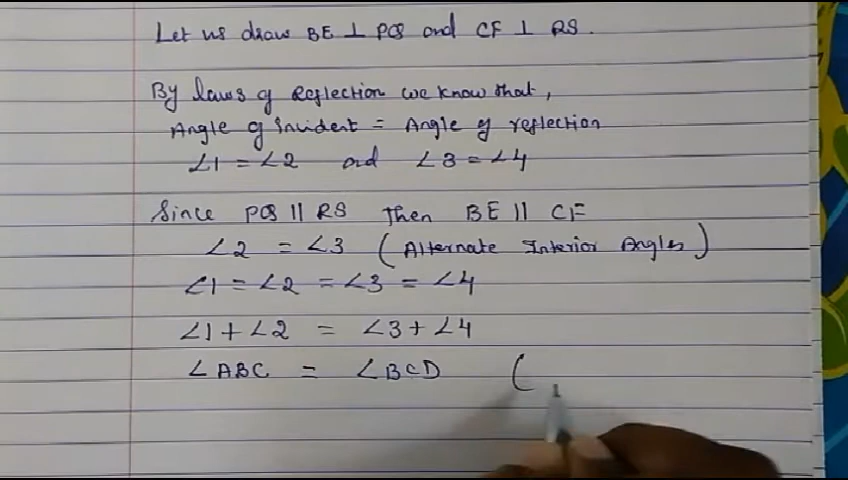 Let us draw BE ⊥ PQ and CF ⊥ RS.
By laws of Reflection we know that,
Angle of Incident = Angle of reflection
∠1 = ∠2 and ∠3 = ∠4
Since PQ || RS Then BE || CF
∠2 = ∠3 (Alternate Interior Angles)
∠1 = ∠2 = ∠3 = ∠4
∠1 + ∠2 = ∠3 + ∠4
∠ABC = ∠BCD (